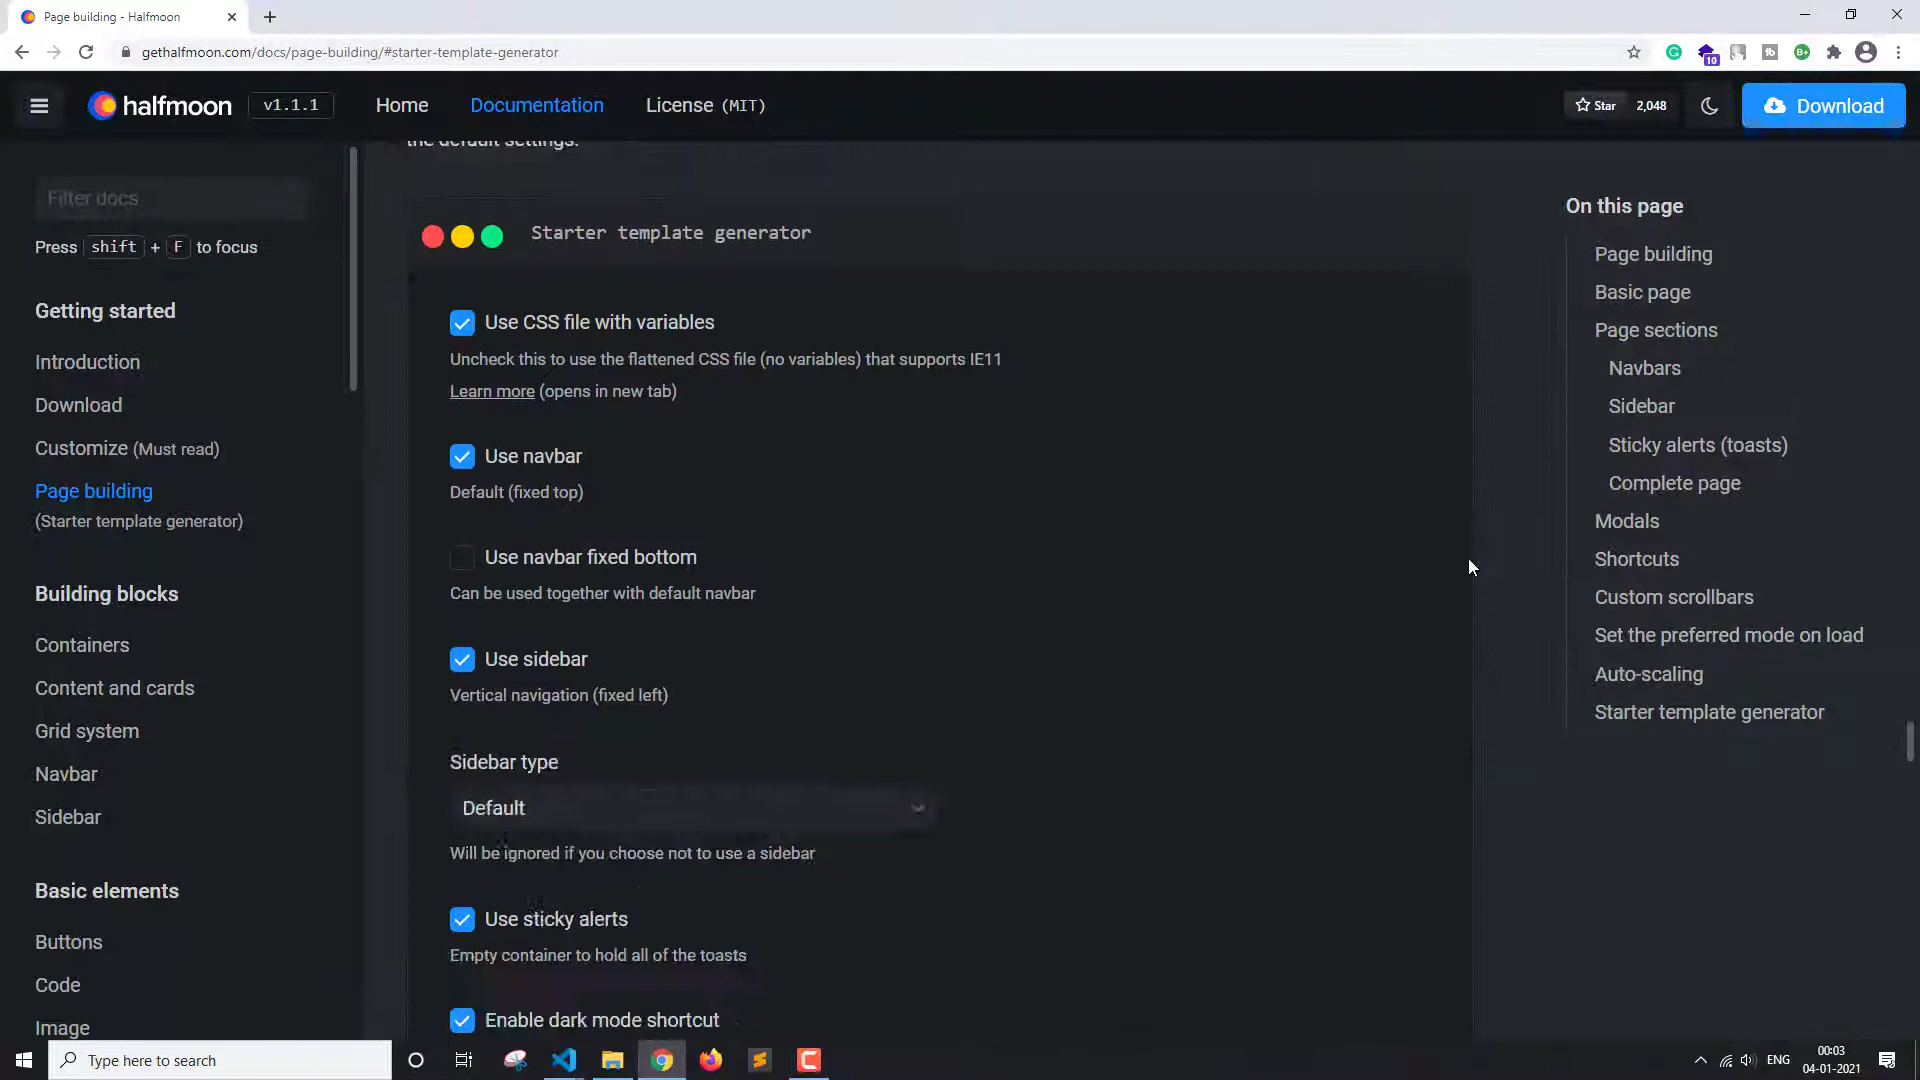 Page building - Halfmoon
gethalfmoon.com/docs/page-building/#starter-template-generator
10
halfmoon
v1.1.1
Home
Documentation
License (MIT)
Star
2,048
Download
the default settings.
Filter docs
Press shift + F to focus
Getting started
Introduction
Download
Customize (Must read)
Page building
(Starter template generator)
Building blocks
Containers
Content and cards
Grid system
Navbar
Sidebar
Basic elements
Buttons
Code
Image
Starter template generator
Use CSS file with variables
Uncheck this to use the flattened CSS file (no variables) that supports IE11
Learn more (opens in new tab)
Use navbar
Default (fixed top)
Use navbar fixed bottom
Can be used together with default navbar
Use sidebar
Vertical navigation (fixed left)
Sidebar type
Default
Will be ignored if you choose not to use a sidebar
Use sticky alerts
Empty container to hold all of the toasts
Enable dark mode shortcut
On this page
Page building
Basic page
Page sections
Navbars
Sidebar
Sticky alerts (toasts)
Complete page
Modals
Shortcuts
Custom scrollbars
Set the preferred mode on load
Auto-scaling
Starter template generator
Type here to search
ENG
00:03
04-01-2021